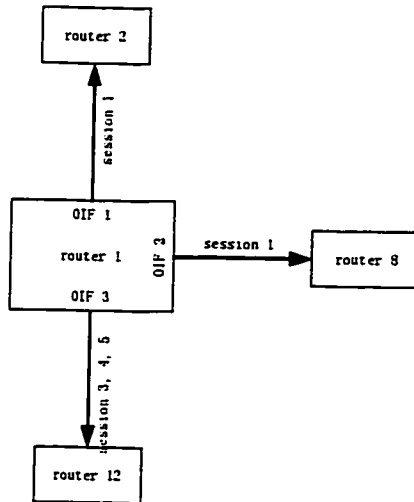 router 2
session 1
OIF 1
router 1
OIF 2
session 1
router 8
OIF 3
session 3, 4, 5
router 12